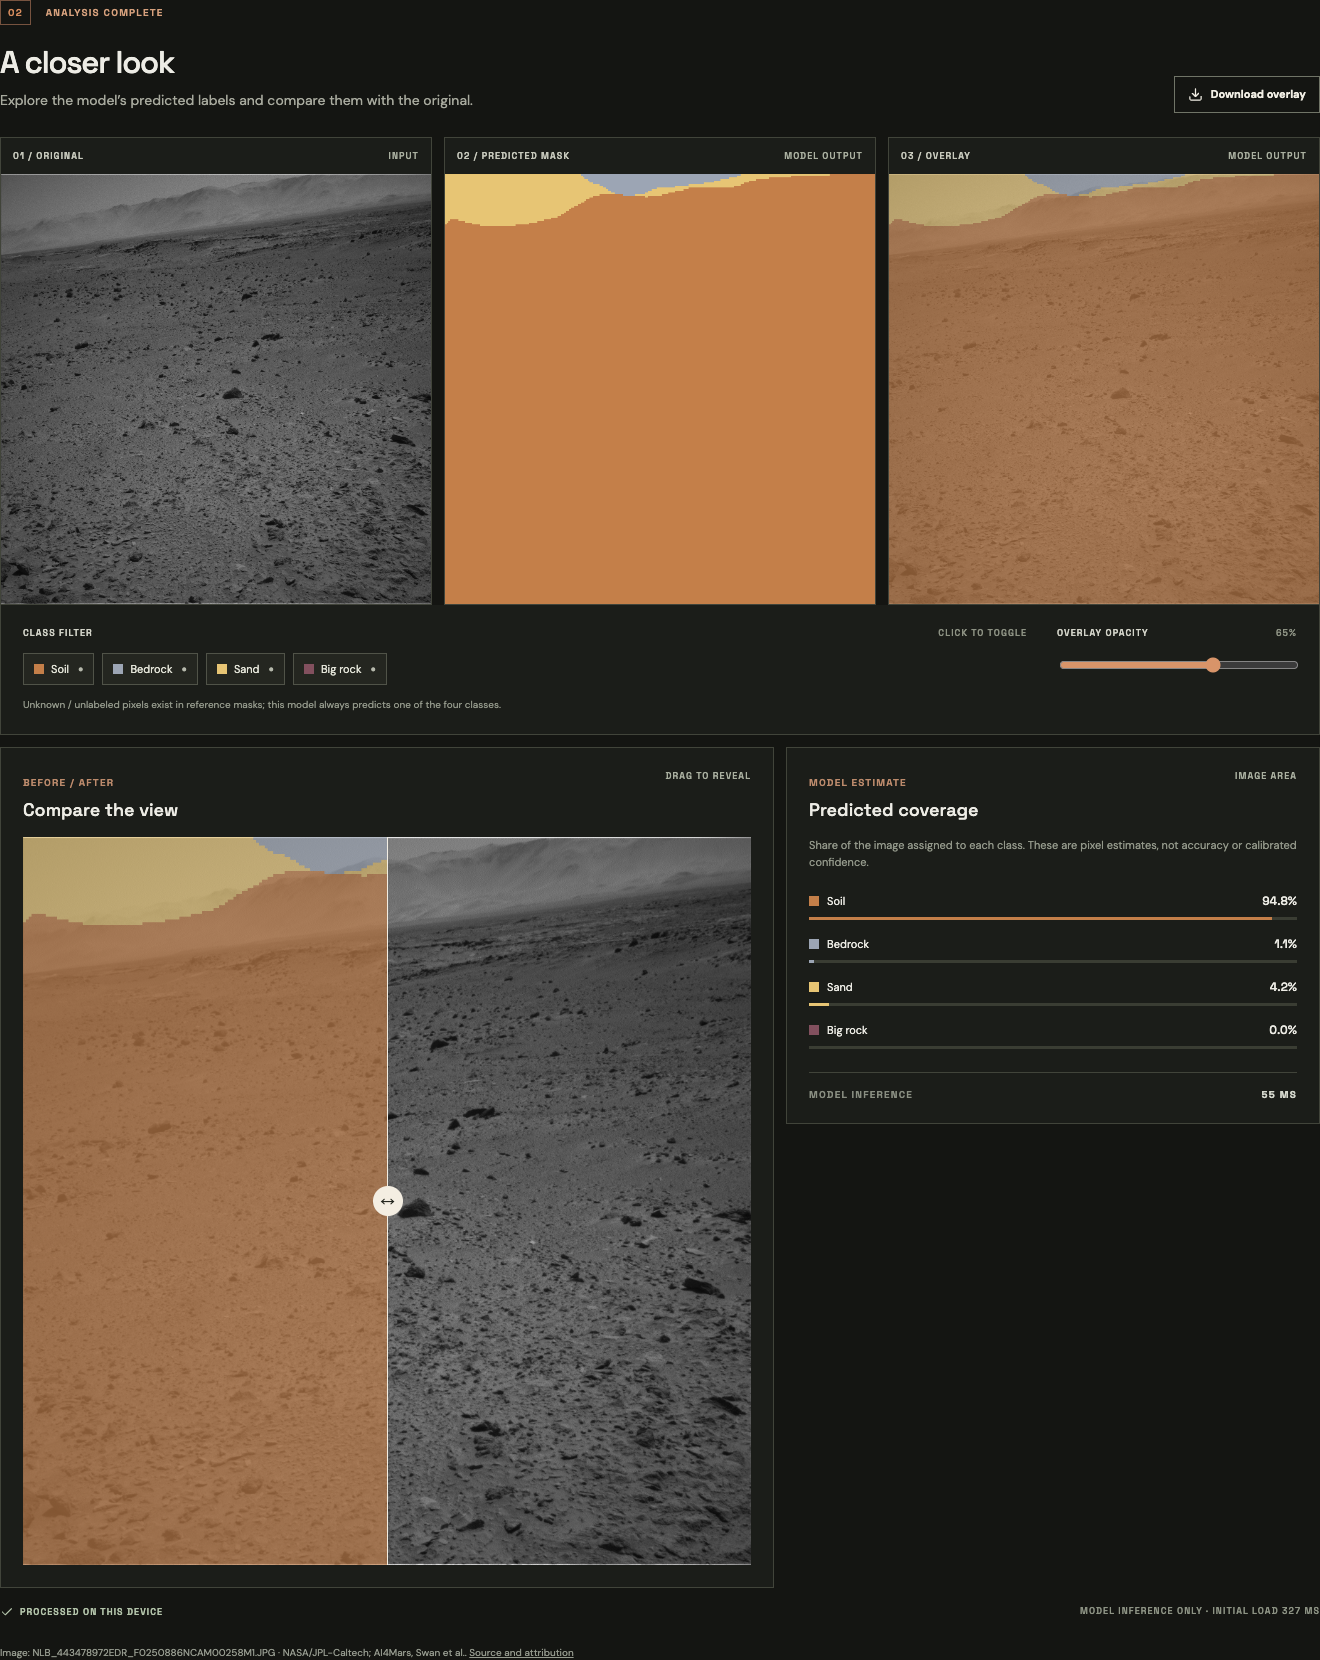 02 ANALYSIS COMPLETE
A closer look
Explore the model’s predicted labels and compare them with the original.
Download overlay
01 / ORIGINAL INPUT
02 / PREDICTED MASK MODEL OUTPUT
03 / OVERLAY MODEL OUTPUT
CLASS FILTER CLICK TO TOGGLE
Soil • Bedrock • Sand • Big rock •
Unknown / unlabeled pixels exist in reference masks; this model always predicts one of the four classes.
OVERLAY OPACITY 65%
BEFORE / AFTER
Compare the view
DRAG TO REVEAL
MODEL ESTIMATE
Predicted coverage
IMAGE AREA
Share of the image assigned to each class. These are pixel estimates, not accuracy or calibrated
confidence.
Soil 94.8%
Bedrock 1.1%
Sand 4.2%
Big rock 0.0%
MODEL INFERENCE 55 MS
PROCESSED ON THIS DEVICE
MODEL INFERENCE ONLY · INITIAL LOAD 327 MS
Image: NLB_443478972EDR_F0250886NCAM00258M1.JPG · NASA/JPL-Caltech; AI4Mars, Swan et al.. Source and attribution